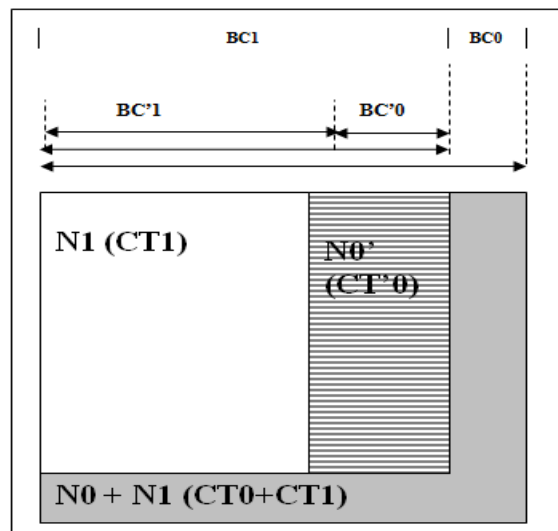 BC1 BC0
BC’1 BC’0
N1 (CT1)
N0’
(CT’0)
N0 + N1 (CT0+CT1)